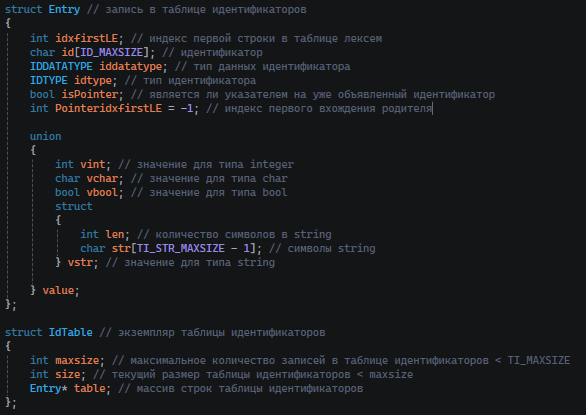 struct Entry // запись в таблице идентификаторов
{
int idxfirstLE; // индекс первой строки в таблице лексем
char id[ID_MAXSIZE]; // идентификатор
IDDATATYPE iddatatype; // тип данных идентификатора
IDTYPE idtype; // тип идентификатора
bool isPointer; // является ли указателем на уже объявленный идентификатор
int PointeridxfirstLE = -1; // индекс первого вхождения родителя

union
{
int vint; // значение для типа integer
char vchar; // значение для типа char
bool vbool; // значение для типа bool
struct
{
int len; // количество символов в string
char str[TI_STR_MAXSIZE - 1]; // символы string
} vstr; // значение для типа string

} value;
};

struct IdTable // экземпляр таблицы идентификаторов
{
int maxsize; // максимальное количество записей в таблице идентификаторов < TI_MAXSIZE
int size; // текущий размер таблицы идентификаторов < maxsize
Entry* table; // массив строк таблицы идентификаторов
};